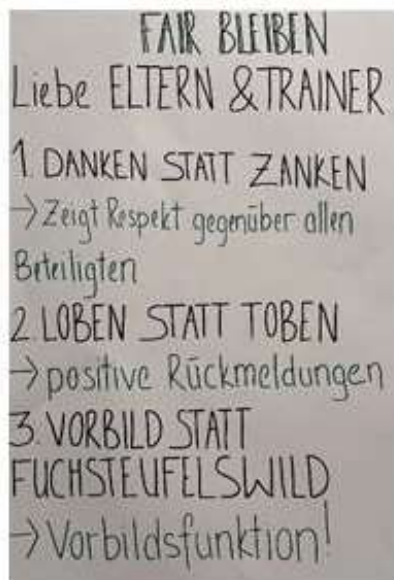 FAIR BLEIBEN
Liebe ELTERN & TRAINER
1. DANKEN STATT ZANKEN
→ Zeigt Respekt gegenüber allen
Beteiligten
2. LOBEN STATT TOBEN
→ positive Rückmeldungen
3. VORBILD STATT
FUCHSTEUFELSWILD
→ Vorbildsfunktion!